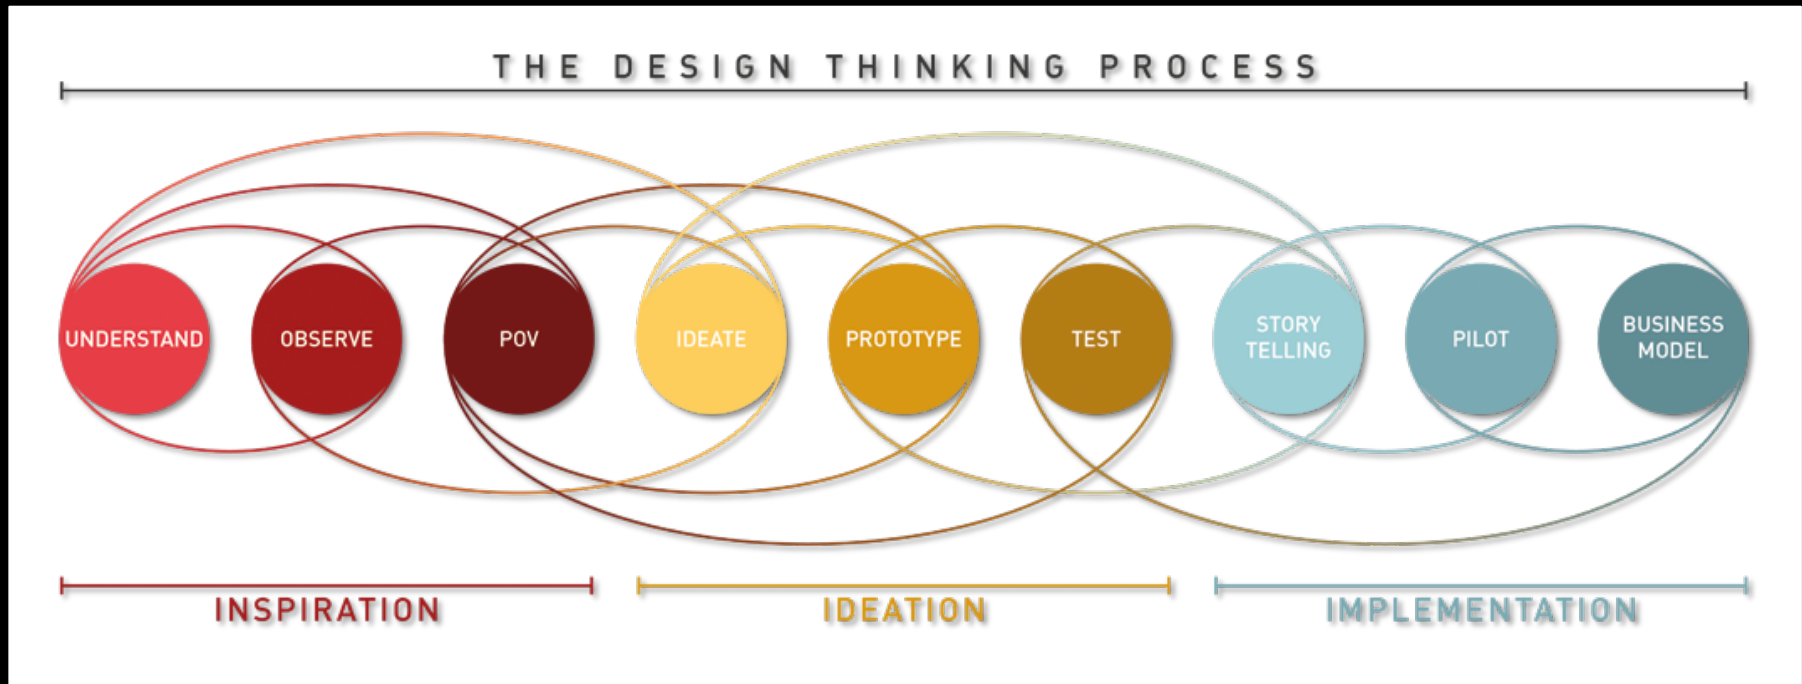 THE DESIGN THINKING PROCESS
UNDERSTAND
OBSERVE
POV
IDEATE
PROTOTYPE
TEST
STORY
TELLING
PILOT
BUSINESS
MODEL
INSPIRATION
IDEATION
IMPLEMENTATION